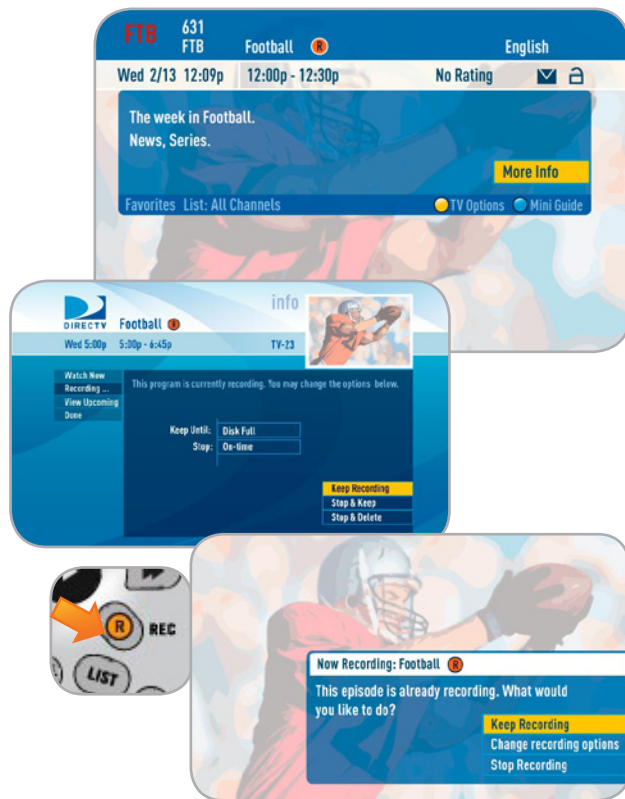 FTB
631
FTB Football R English
Wed 2/13 12:09p 12:00p - 12:30p No Rating
The week in Football.
News, Series.
More Info
Favorites List: All Channels TV Options Mini Guide
info
DIRECTV Football R
Wed 5:00p 5:00p - 6:45p TV-23
Watch Now
Recording ...
View Upcoming
Done
This program is currently recording. You may change the options below.
Keep Until: Disk Full
Stop: On-time
Keep Recording
Stop & Keep
Stop & Delete
R REC
LIST
Now Recording: Football R
This episode is already recording. What would
you like to do?
Keep Recording
Change recording options
Stop Recording